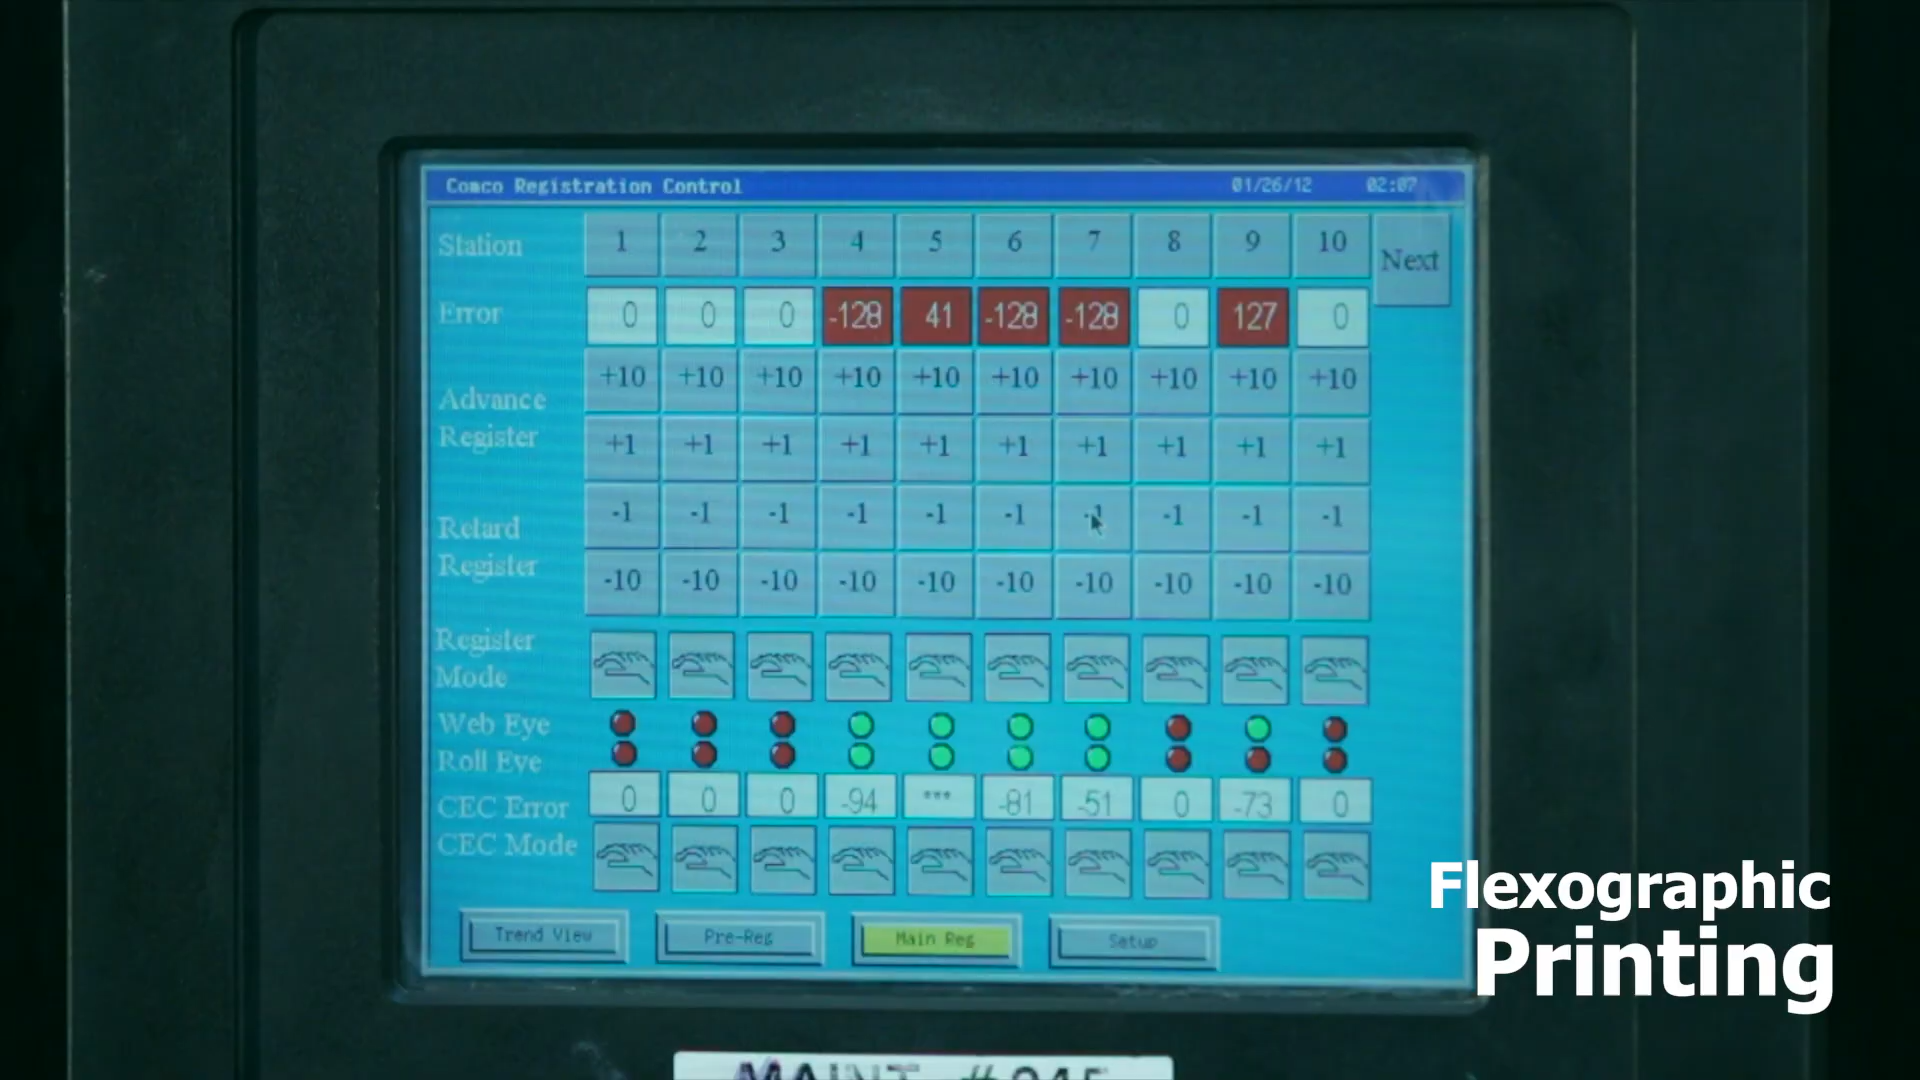 Comco Registration Control 01/26/12 02:07
Station 1 2 3 4 5 6 7 8 9 10 Next
Error 0 0 0 -128 41 -128 -128 0 127 0
+10 +10 +10 +10 +10 +10 +10 +10 +10 +10
Advance
Register +1 +1 +1 +1 +1 +1 +1 +1 +1 +1
-1 -1 -1 -1 -1 -1 -1 -1 -1 -1
Retard
Register
-10 -10 -10 -10 -10 -10 -10 -10 -10 -10
Register
Mode
Web Eye
Roll Eye
CEC Error 0 0 0 -94 *** -81 -51 0 -73 0
CEC Mode
Trend View Pre-Reg Main Reg Setup
Flexographic
Printing
MAINT #